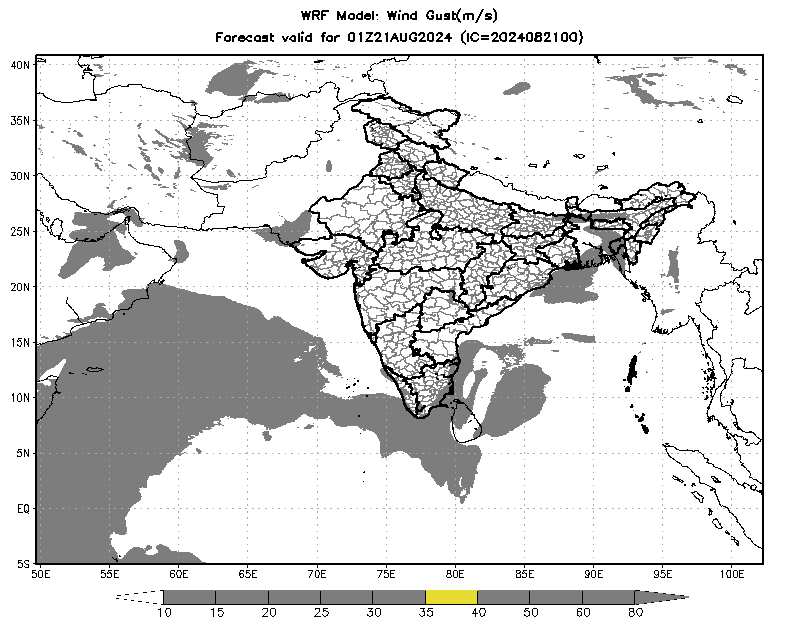 WRF Model: Wind Gust(m/s)
Forecast valid for 01Z21AUG2024 (IC=2024082100)
40N
35N
30N
25N
20N
15N
10N
5N
EQ
5S
50E 55E 60E 65E 70E 75E 80E 85E 90E 95E 100E
10 15 20 25 30 35 40 50 60 80